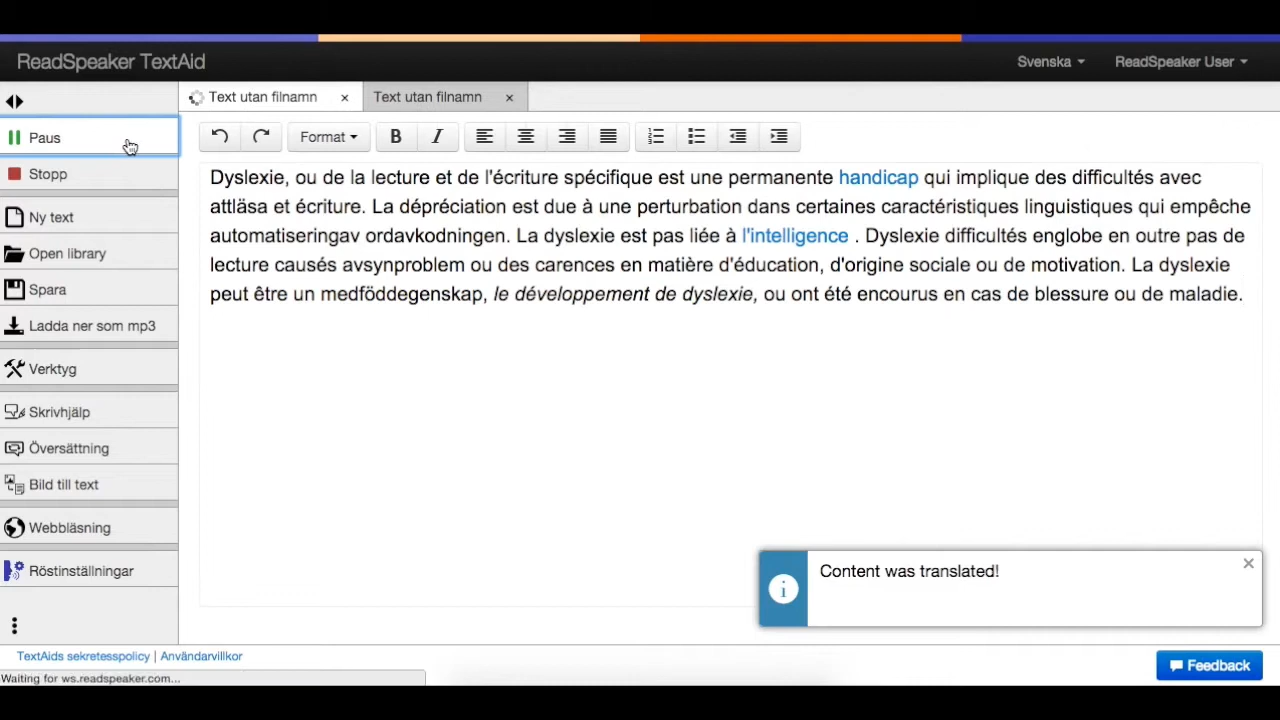 ReadSpeaker TextAid
Svenska
ReadSpeaker User
Text utan filnamn ×
Text utan filnamn ×
Paus
Stopp
Ny text
Open library
Spara
Ladda ner som mp3
Verktyg
Skrivhjälp
Översättning
Bild till text
Webbläsning
Röstinställningar
Format
B
I
Dyslexie, ou de la lecture et de l'écriture spécifique est une permanente handicap qui implique des difficultés avec
attläsa et écriture. La dépréciation est due à une perturbation dans certaines caractéristiques linguistiques qui empêche
automatiseringav ordavkodningen. La dyslexie est pas liée à l'intelligence . Dyslexie difficultés englobe en outre pas de
lecture causés avsynproblem ou des carences en matière d'éducation, d'origine sociale ou de motivation. La dyslexie
peut être un medföddegenskap, le développement de dyslexie, ou ont été encourus en cas de blessure ou de maladie.
Content was translated!
TextAids sekretesspolicy | Användarvillkor
Feedback
Waiting for ws.readspeaker.com...